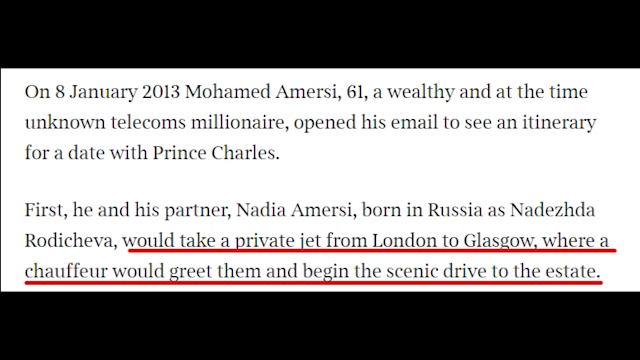 On 8 January 2013 Mohamed Amersi, 61, a wealthy and at the time
unknown telecoms millionaire, opened his email to see an itinerary
for a date with Prince Charles.
First, he and his partner, Nadia Amersi, born in Russia as Nadezhda
Rodicheva, would take a private jet from London to Glasgow, where a
chauffeur would greet them and begin the scenic drive to the estate.